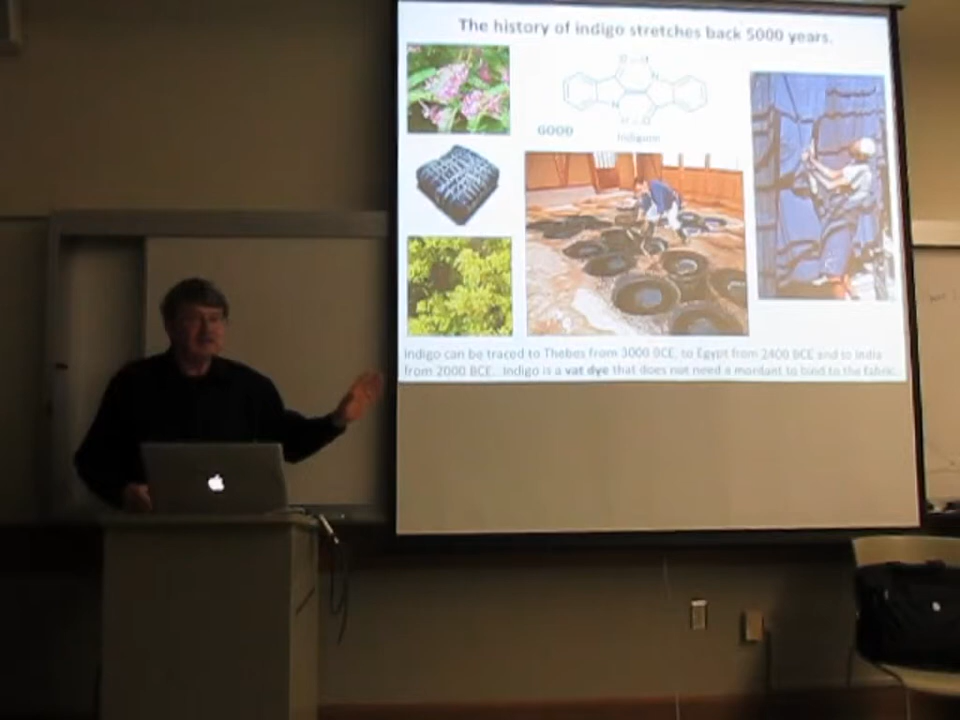 The history of indigo stretches back 5000 years.
GOOD
Indigo can be traced to Thebes from 3000 BCE, to Egypt from 2400 BCE and to India
from 2000 BCE. Indigo is a vat dye that does not need a mordant to bind to the fabric.